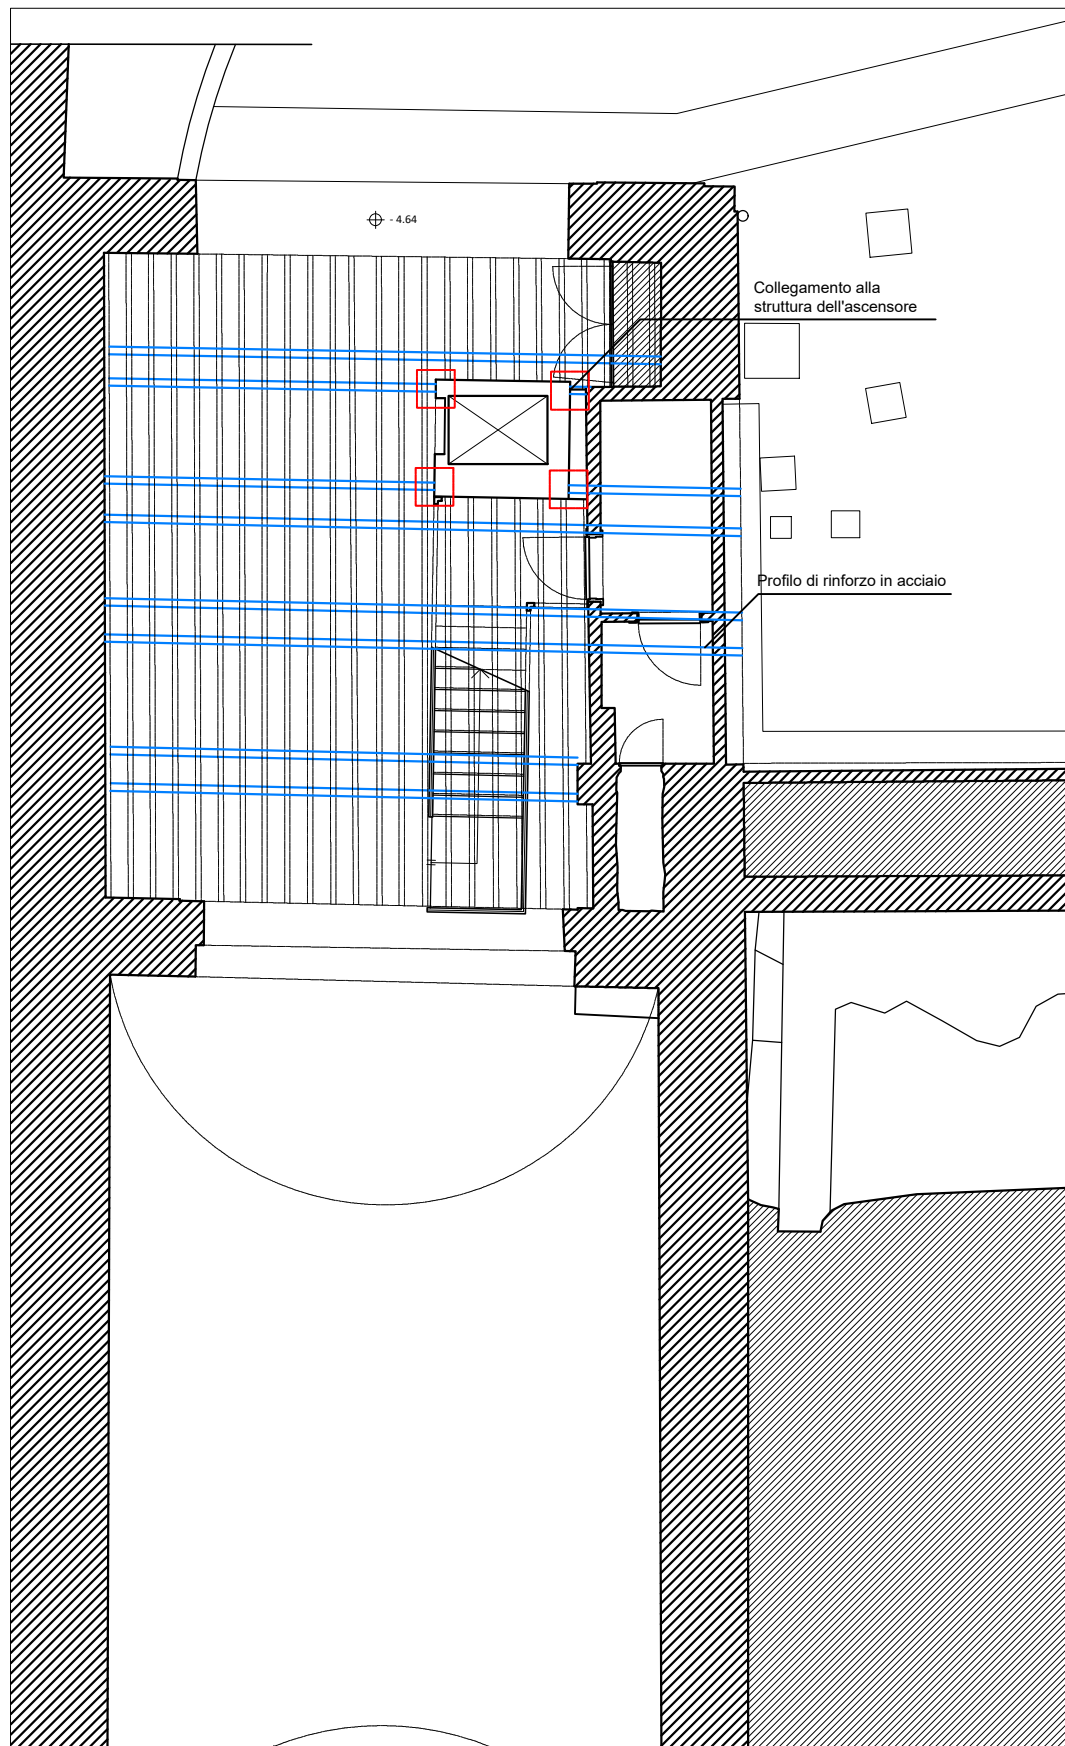 - 4.64
Collegamento alla
struttura dell'ascensore
Profilo di rinforzo in acciaio